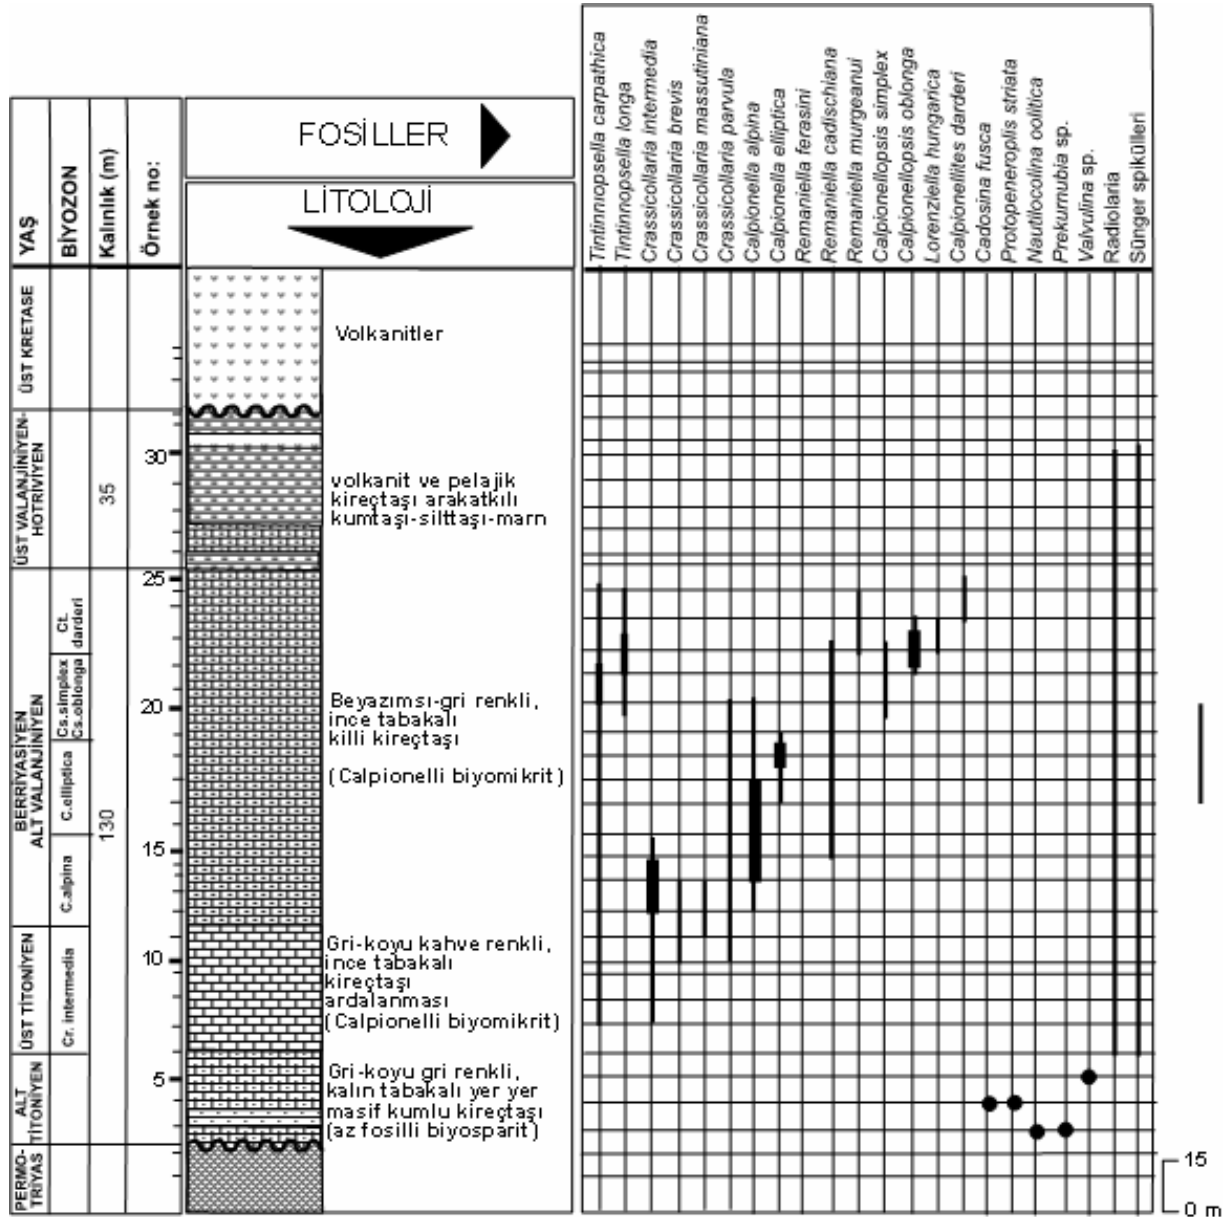 FOSİLLER
LİTOLOJİ
YAŞ
BİYOZON
Kalınlık (m)
Örnek no:
Tintinnopsella carpathica
Tintinnopsella longa
Crassicollaria intermedia
Crassicollaria brevis
Crassicollaria massutiniana
Crassicollaria parvula
Calpionella alpina
Calpionella elliptica
Remaniella ferasini
Remaniella cadischiana
Remaniella murgeanui
Calpionellopsis simplex
Calpionellopsis oblonga
Lorenziella hungarica
Calpionellites darderi
Cadosina fusca
Protopeneroplis striata
Nautilocolina oolitica
Prekurnubia sp.
Valvulina sp.
Radiolaria
Sünger spikülleri
ÜST KRETASE
Volkanitler
ÜST VALANJİNİYEN-
HOTRİVİYEN
35
30
volkanit ve pelajik
kireçtaşı arakatkılı
kumtaşı-silttaşı-marn
BERRİYASİYEN
ALT VALANJİNİYEN
Ct.
darderi
Cs.simplex
Cs.oblonga
C.elliptica
C.alpina
130
25
20
15
Beyazımsı-gri renkli,
ince tabakalı
killi kireçtaşı
(Calpionelli biyomikrit)
ÜST TİTONİYEN
Cr. intermedia
10
Gri-koyu kahve renkli,
ince tabakalı
kireçtaşı
ardalanması
(Calpionelli biyomikrit)
ALT
TİTONİYEN
5
Gri-koyu gri renkli,
kalın tabakalı yer yer
masif kumlu kireçtaşı
(az fosilli biyosparit)
PERMO-
TRİYAS
15
0 m